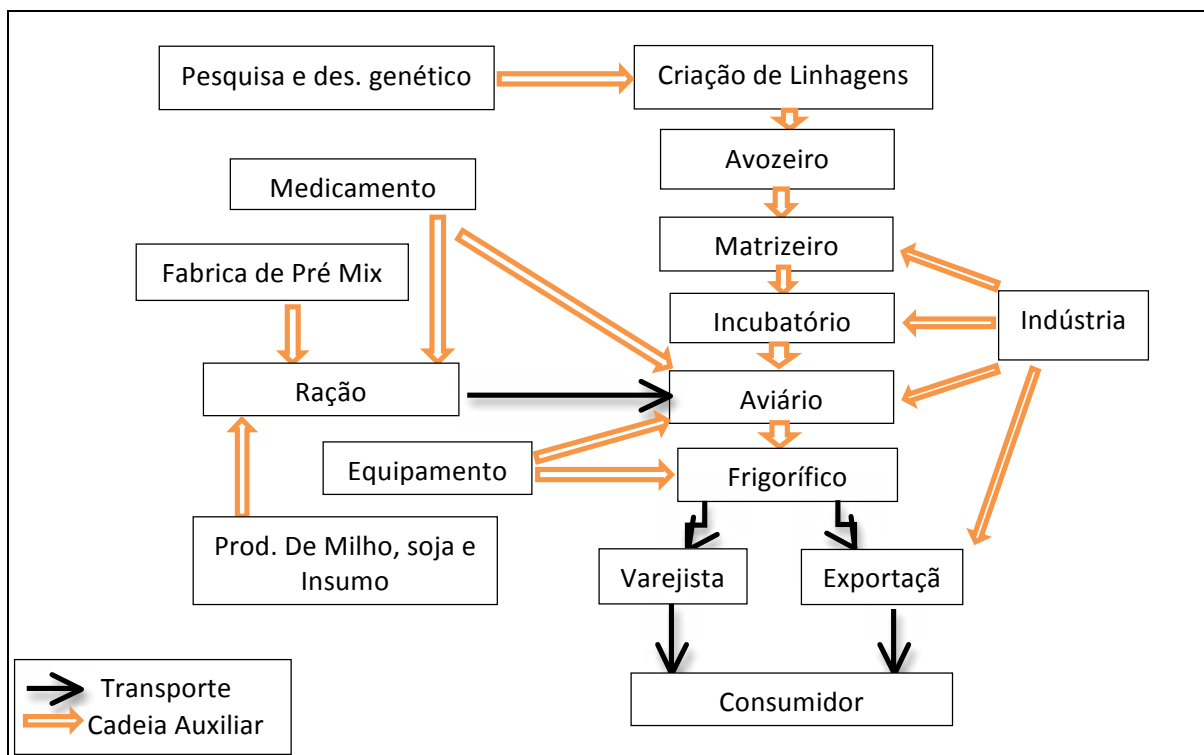 Pesquisa e des. genético
Criação de Linhagens
Avozeiro
Medicamento
Matrizeiro
Fabrica de Pré Mix
Incubatório
Indústria
Ração
Aviário
Equipamento
Frigorífico
Prod. De Milho, soja e
Insumo
Varejista
Exportaçã
Transporte
Cadeia Auxiliar
Consumidor